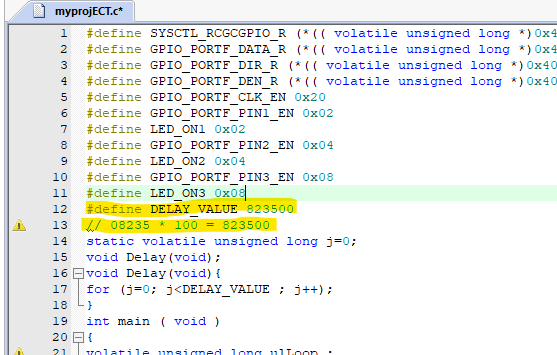 myprojECT.c*
1 #define SYSCTL_RCGCGPIO_R (*(( volatile unsigned long *)0x4
2 #define GPIO_PORTF_DATA_R (*(( volatile unsigned long *)0x4
3 #define GPIO_PORTF_DIR_R (*(( volatile unsigned long *)0x40
4 #define GPIO_PORTF_DEN_R (*(( volatile unsigned long *)0x40
5 #define GPIO_PORTF_CLK_EN 0x20
6 #define GPIO_PORTF_PIN1_EN 0x02
7 #define LED_ON1 0x02
8 #define GPIO_PORTF_PIN2_EN 0x04
9 #define LED_ON2 0x04
10 #define GPIO_PORTF_PIN3_EN 0x08
11 #define LED_ON3 0x08
12 #define DELAY_VALUE 823500
13 // 08235 * 100 = 823500
14 static volatile unsigned long j=0;
15 void Delay(void);
16 void Delay(void){
17 for (j=0; j<DELAY_VALUE ; j++);
18 }
19 int main ( void )
20 {
21 volatile unsigned long ulLoop ;